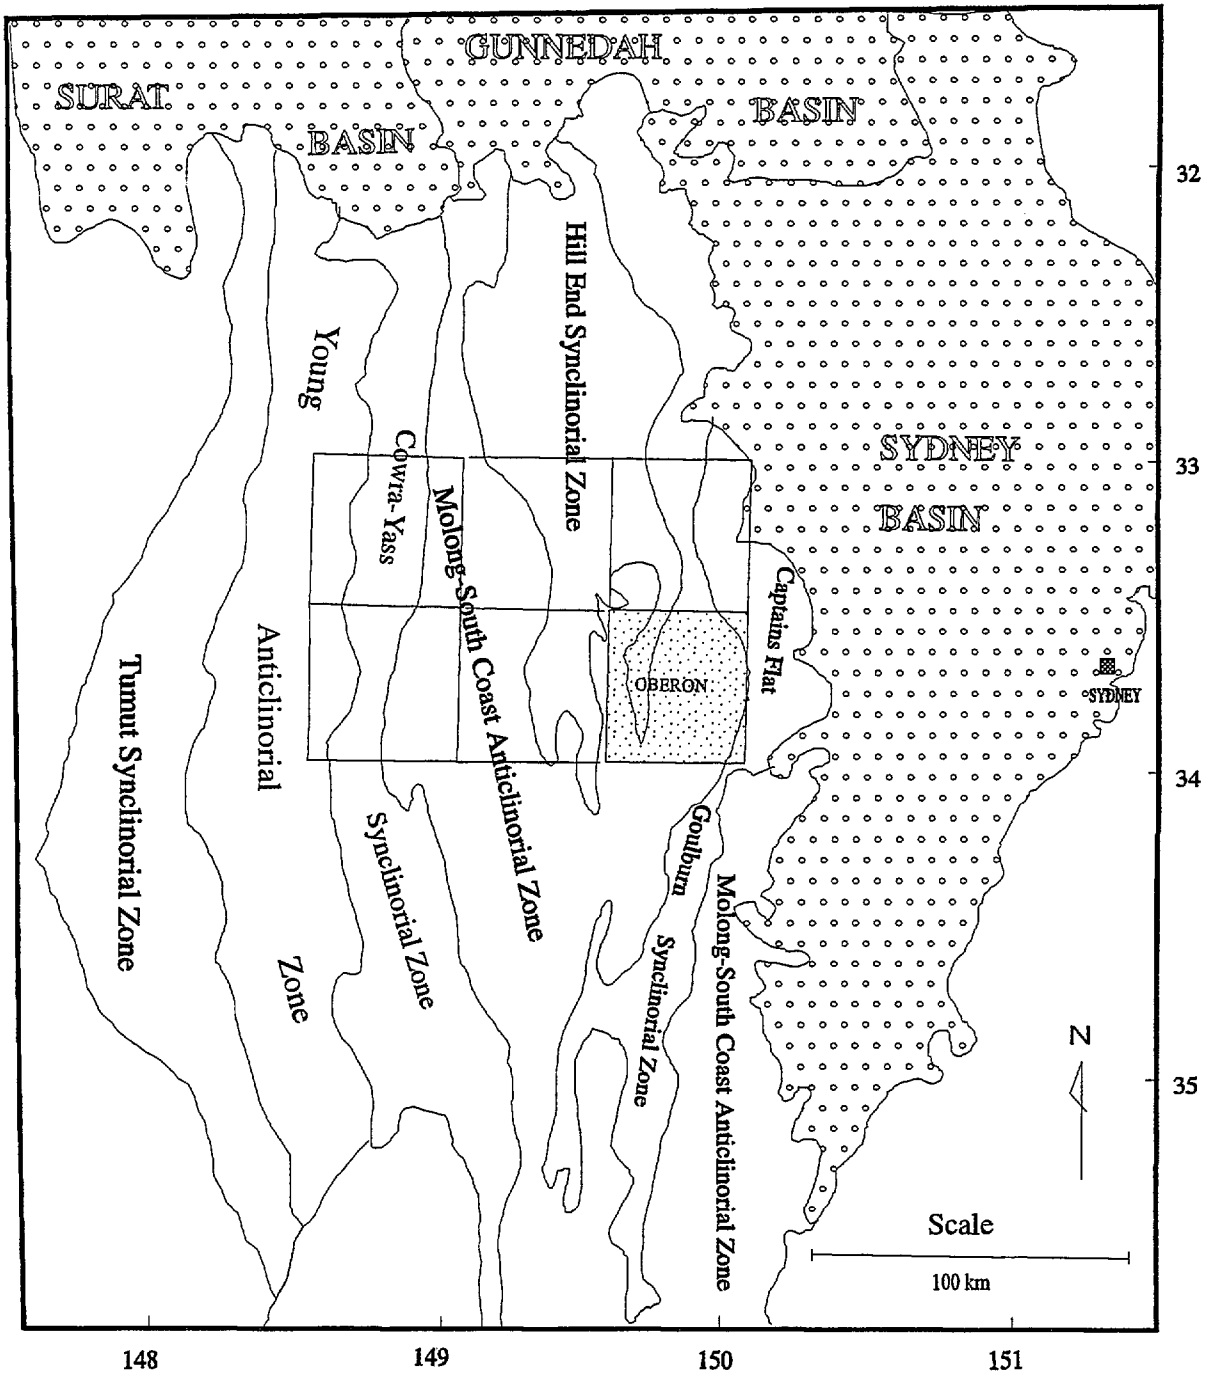 GUNNEDAH
BASIN
SURAT
BASIN
32
Hill End Synclinorial Zone
Young
Anticlinorial
Zone
Cowra-Yass
Synclinorial Zone
Molong-South Coast Anticlinorial Zone
SYDNEY
BASIN
33
Captains Flat
OBERON
SYDNEY
Tumut Synclinorial Zone
34
Goulburn
Synclinorial Zone
Molong-South Coast Anticlinorial Zone
N
35
Scale
100 km
148
149
150
151